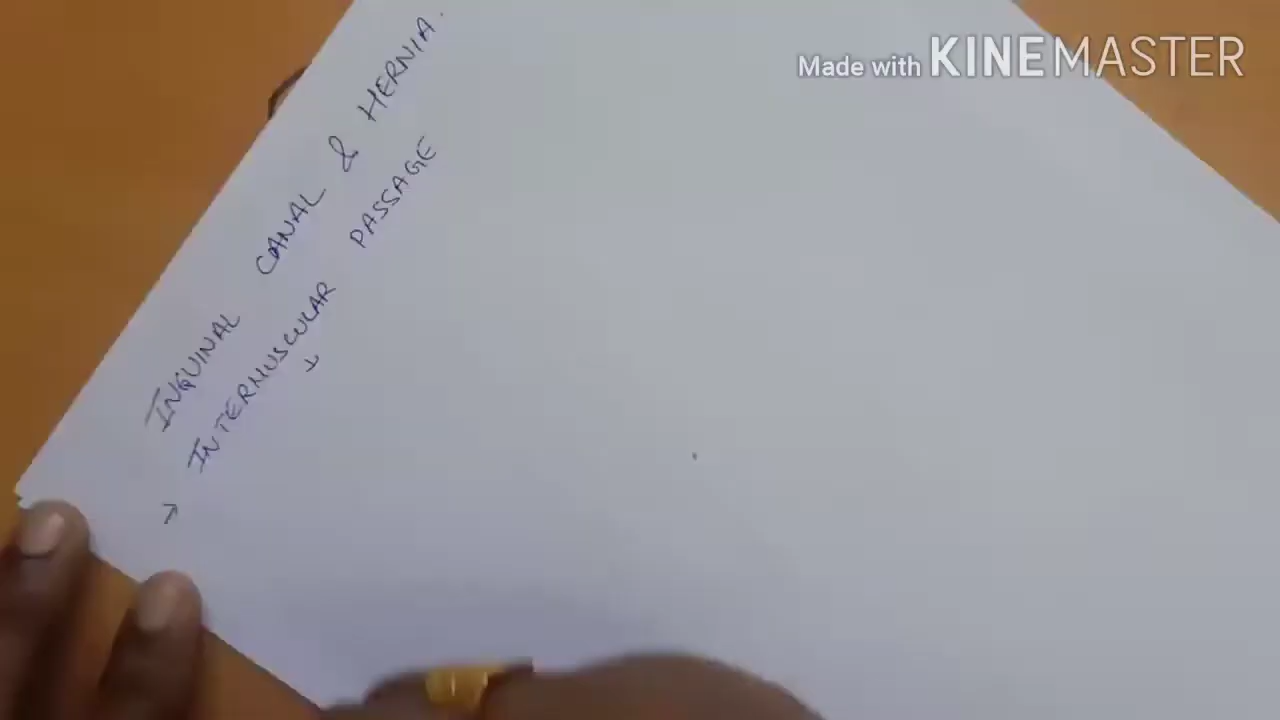 Made with KINEMASTER
INGUINAL CANAL & HERNIA.
INTERMUSCULAR PASSAGE